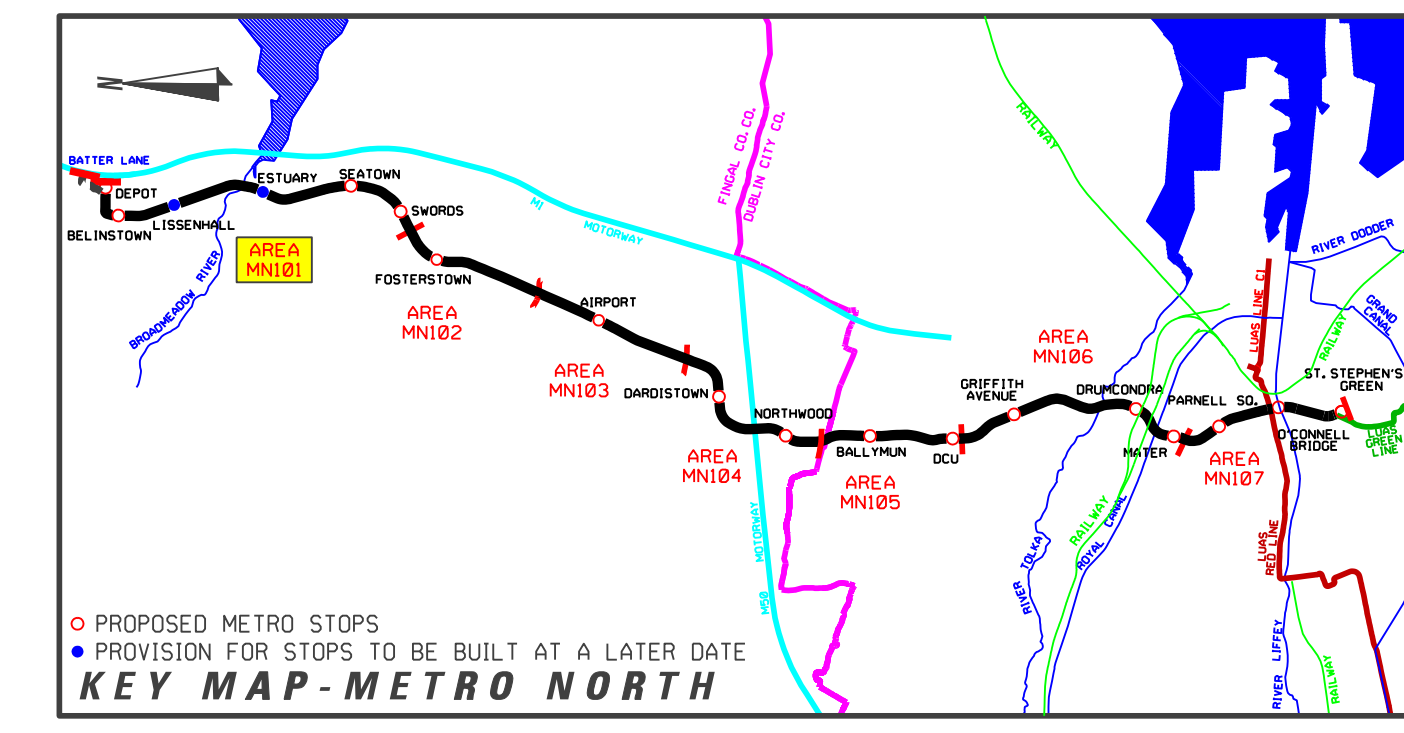 BATTER LANE
DEPOT
BELINSTOWN
LISSENHALL
ESTUARY
SEATOWN
SWORDS
FOSTERSTOWN
BROADMEADOW RIVER
AREA
MN101
AREA
MN102
AIRPORT
AREA
MN103
M1
MOTORWAY
FINGAL CO. CO.
DUBLIN CITY CO.
DARDISTOWN
NORTHWOOD
AREA
MN104
MOTORWAY
M50
BALLYMUN
AREA
MN105
DCU
GRIFFITH
AVENUE
AREA
MN106
DRUMCONDRA
MATER
PARNELL SQ.
AREA
MN107
O'CONNELL
BRIDGE
ST. STEPHEN'S
GREEN
LUAS
GREEN
LINE
RAILWAY
LUAS LINE C1
RIVER DODDER
GRAND
CANAL
RAILWAY
RAILWAY
ROYAL CANAL
RIVER TOLKA
LUAS
RED LINE
RIVER LIFFEY
RAILWAY
PROPOSED METRO STOPS
PROVISION FOR STOPS TO BE BUILT AT A LATER DATE
KEY MAP-METRO NORTH